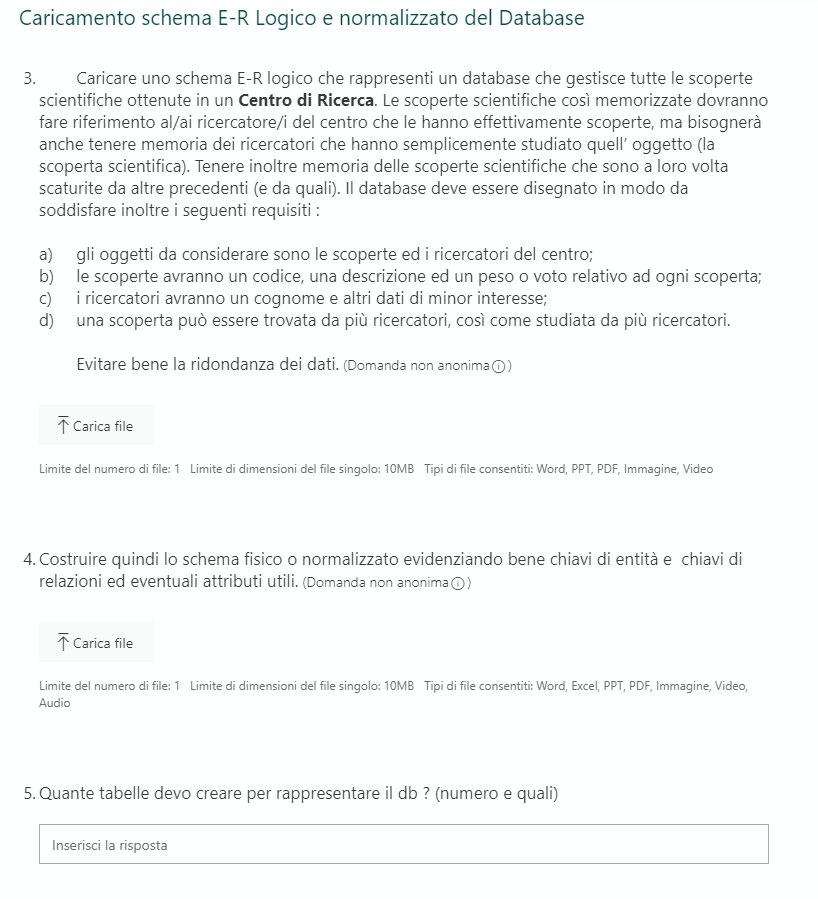 Caricamento schema E-R Logico e normalizzato del Database
3. Caricare uno schema E-R logico che rappresenti un database che gestisce tutte le scoperte
scientifiche ottenute in un Centro di Ricerca. Le scoperte scientifiche così memorizzate dovranno
fare riferimento al/ai ricercatore/i del centro che le hanno effettivamente scoperte, ma bisognerà
anche tenere memoria dei ricercatori che hanno semplicemente studiato quell' oggetto (la
scoperta scientifica). Tenere inoltre memoria delle scoperte scientifiche che sono a loro volta
scaturite da altre precedenti (e da quali). Il database deve essere disegnato in modo da
soddisfare inoltre i seguenti requisiti :
a) gli oggetti da considerare sono le scoperte ed i ricercatori del centro;
b) le scoperte avranno un codice, una descrizione ed un peso o voto relativo ad ogni scoperta;
c) i ricercatori avranno un cognome e altri dati di minor interesse;
d) una scoperta può essere trovata da più ricercatori, così come studiata da più ricercatori.
Evitare bene la ridondanza dei dati. (Domanda non anonima)
Carica file
Limite del numero di file: 1 Limite di dimensioni del file singolo: 10MB Tipi di file consentiti: Word, PPT, PDF, Immagine, Video
4. Costruire quindi lo schema fisico o normalizzato evidenziando bene chiavi di entità e chiavi di
relazioni ed eventuali attributi utili. (Domanda non anonima)
Carica file
Limite del numero di file: 1 Limite di dimensioni del file singolo: 10MB Tipi di file consentiti: Word, Excel, PPT, PDF, Immagine, Video,
Audio
5. Quante tabelle devo creare per rappresentare il db ? (numero e quali)
Inserisci la risposta